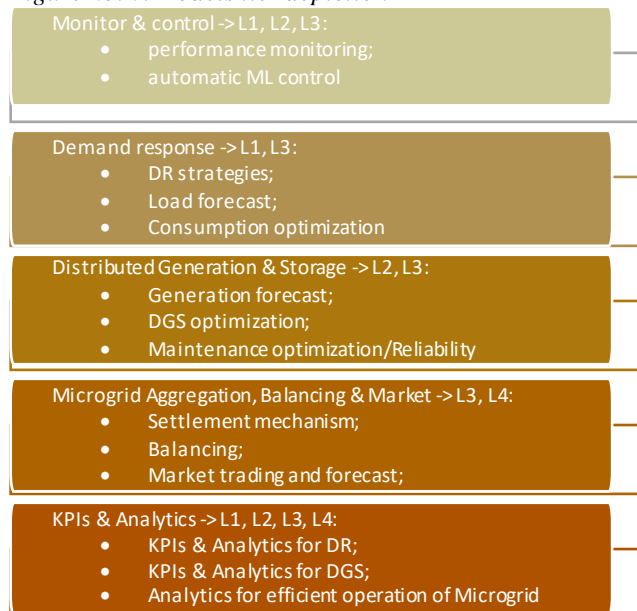 Monitor & control -> L1, L2, L3:
• performance monitoring;
• automatic ML control
Demand response -> L1, L3:
• DR strategies;
• Load forecast;
• Consumption optimization
Distributed Generation & Storage -> L2, L3:
• Generation forecast;
• DGS optimization;
• Maintenance optimization/Reliability
Microgrid Aggregation, Balancing & Market -> L3, L4:
• Settlement mechanism;
• Balancing;
• Market trading and forecast;
KPIs & Analytics -> L1, L2, L3, L4:
• KPIs & Analytics for DR;
• KPIs & Analytics for DGS;
• Analytics for efficient operation of Microgrid